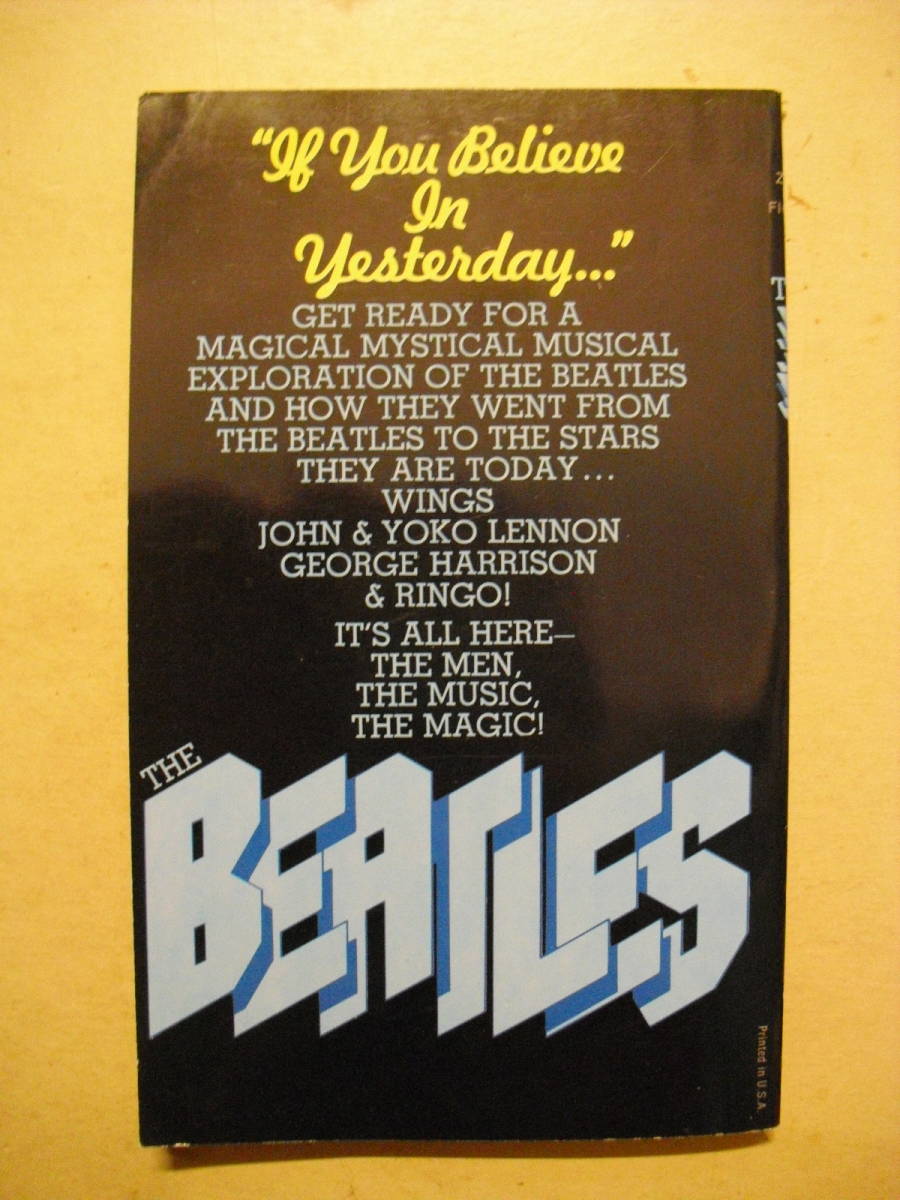 “If You Believe
In
Yesterday...”
GET READY FOR A
MAGICAL MYSTICAL MUSICAL
EXPLORATION OF THE BEATLES
AND HOW THEY WENT FROM
THE BEATLES TO THE STARS
THEY ARE TODAY...
WINGS
JOHN & YOKO LENNON
GEORGE HARRISON
& RINGO!
IT'S ALL HERE—
THE MEN,
THE MUSIC,
THE MAGIC!
THE
BEATLES
Printed in U.S.A.